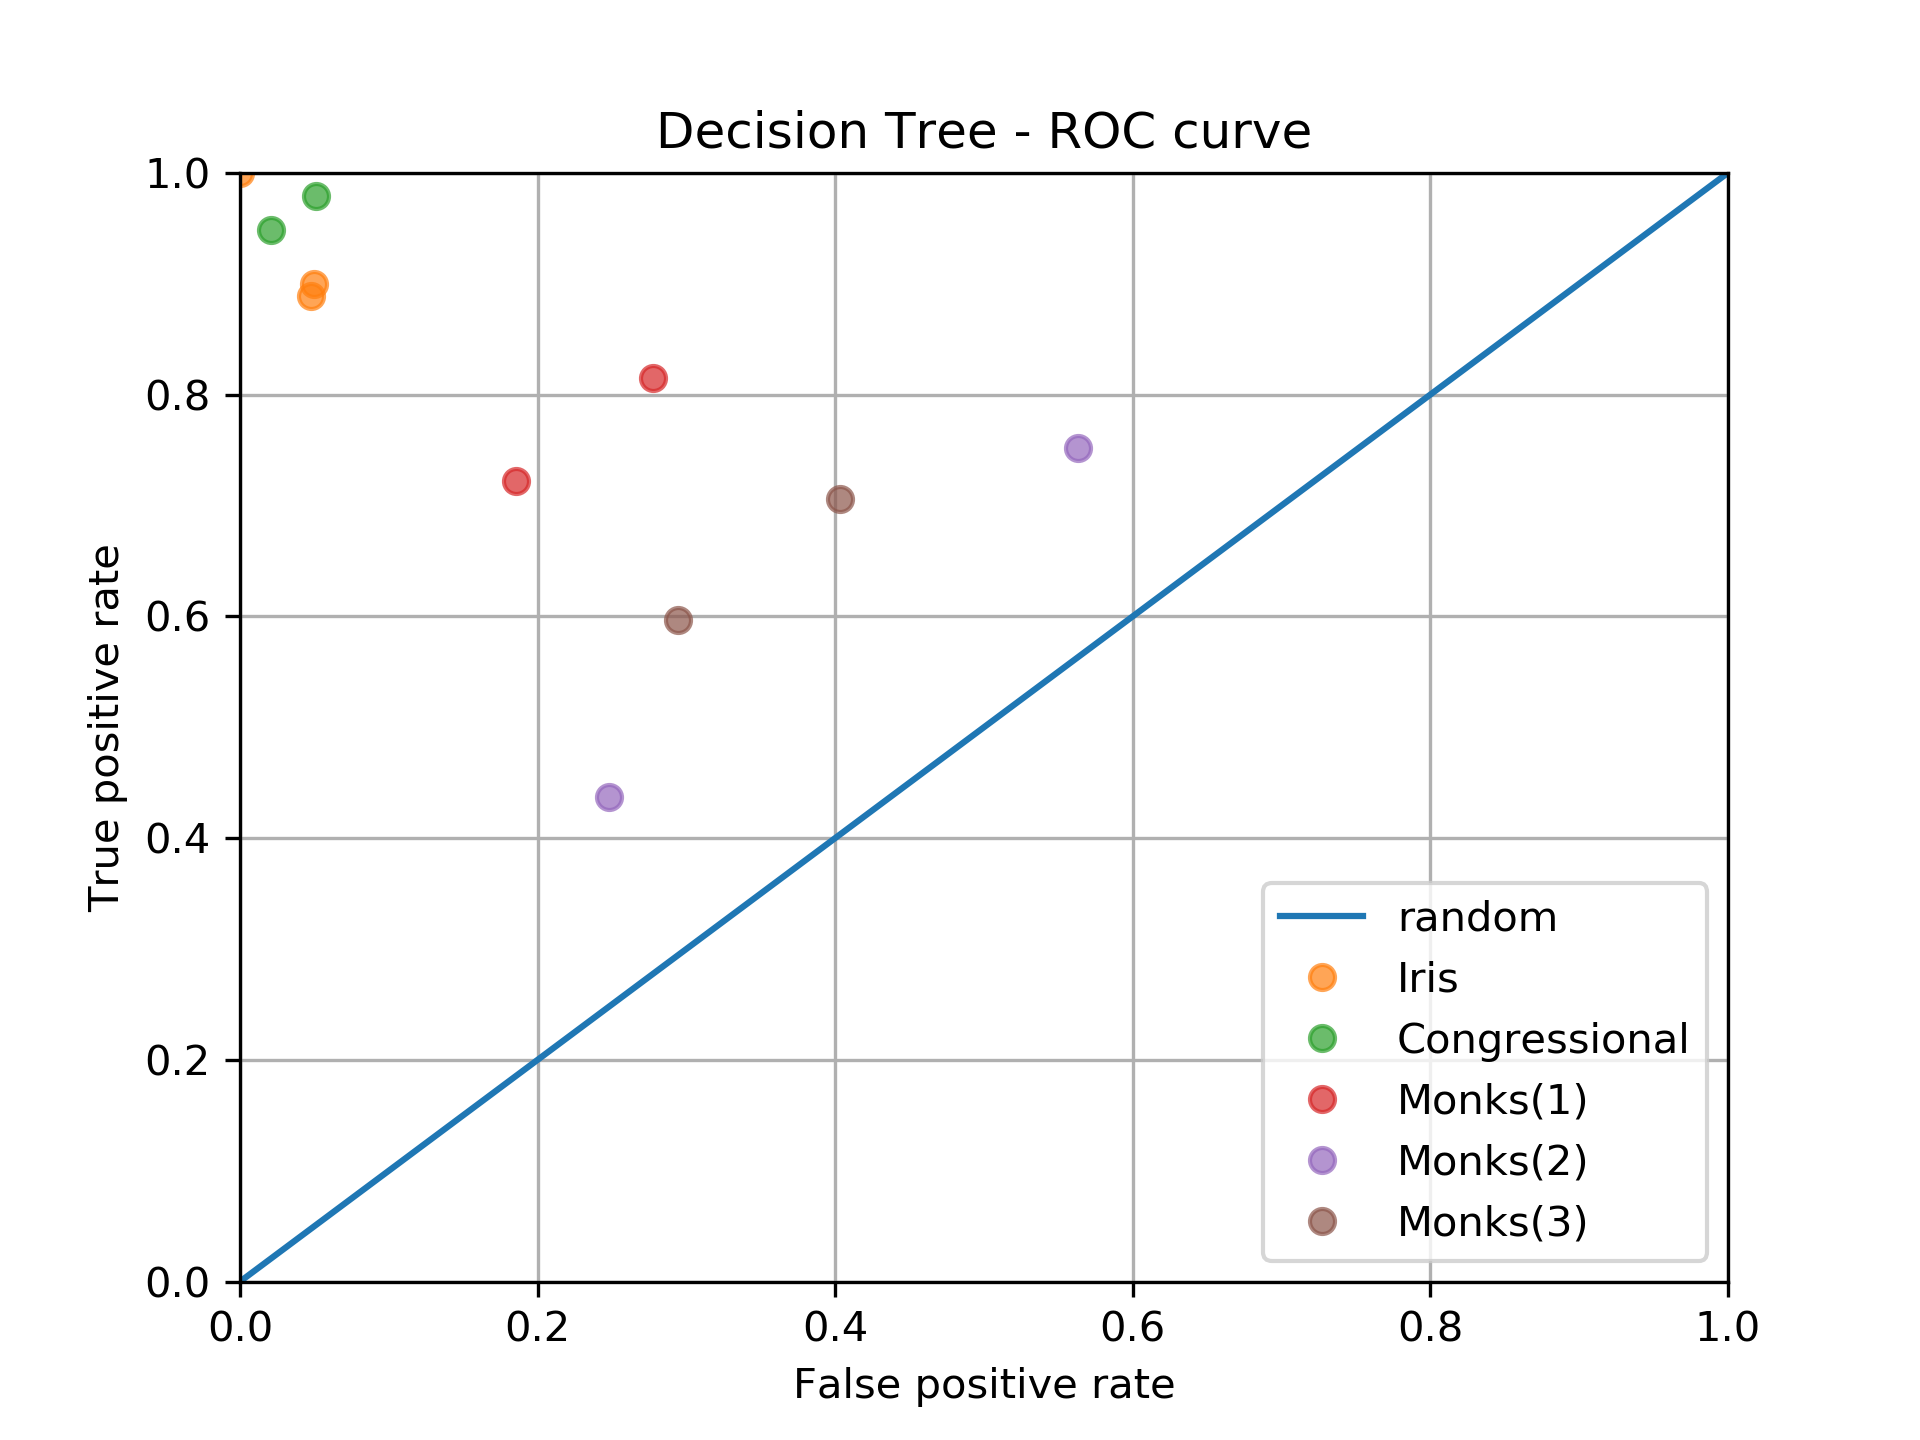 Decision Tree - ROC curve
1.0
0.8
0.6
0.4
0.2
0.0
True positive rate
0.0 0.2 0.4 0.6 0.8 1.0
False positive rate
random
Iris
Congressional
Monks(1)
Monks(2)
Monks(3)